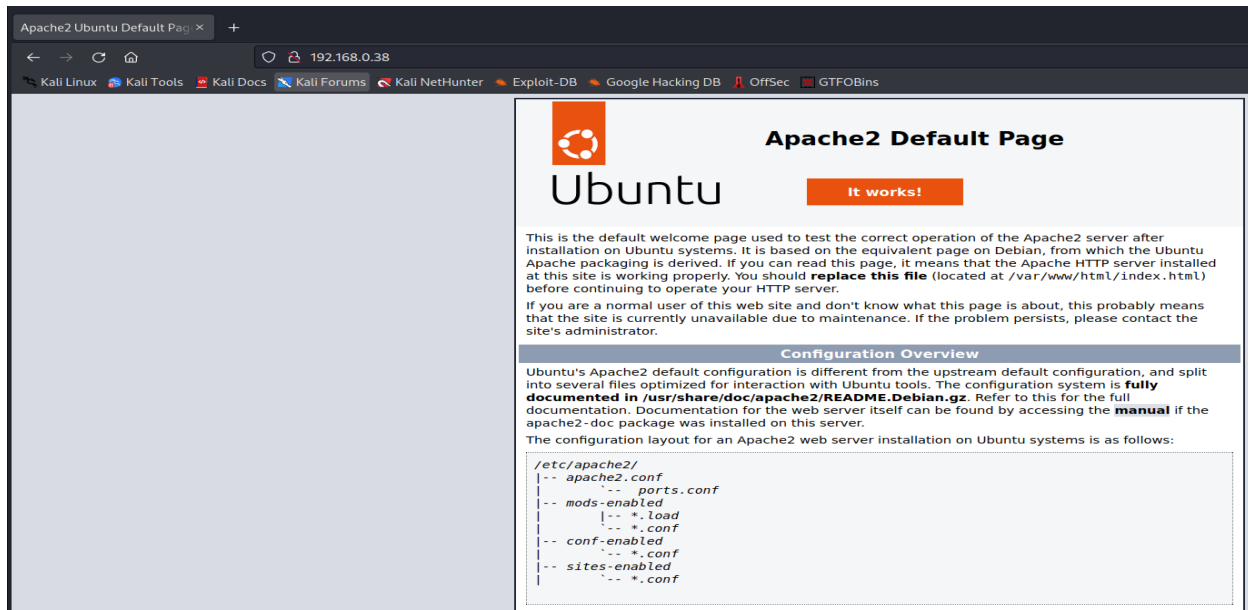 Apache2 Ubuntu Default Pag
192.168.0.38
Kali Linux Kali Tools Kali Docs Kali Forums Kali NetHunter Exploit-DB Google Hacking DB OffSec GTFOBins
Apache2 Default Page
Ubuntu
It works!
This is the default welcome page used to test the correct operation of the Apache2 server after
installation on Ubuntu systems. It is based on the equivalent page on Debian, from which the Ubuntu
Apache packaging is derived. If you can read this page, it means that the Apache HTTP server installed
at this site is working properly. You should replace this file (located at /var/www/html/index.html)
before continuing to operate your HTTP server.
If you are a normal user of this web site and don't know what this page is about, this probably means
that the site is currently unavailable due to maintenance. If the problem persists, please contact the
site's administrator.
Configuration Overview
Ubuntu's Apache2 default configuration is different from the upstream default configuration, and split
into several files optimized for interaction with Ubuntu tools. The configuration system is fully
documented in /usr/share/doc/apache2/README.Debian.gz. Refer to this for the full
documentation. Documentation for the web server itself can be found by accessing the manual if the
apache2-doc package was installed on this server.
The configuration layout for an Apache2 web server installation on Ubuntu systems is as follows:
/etc/apache2/
|-- apache2.conf
|       `--  ports.conf
|-- mods-enabled
|       |-- *.load
|       `-- *.conf
|-- conf-enabled
|       `-- *.conf
|-- sites-enabled
|       `-- *.conf